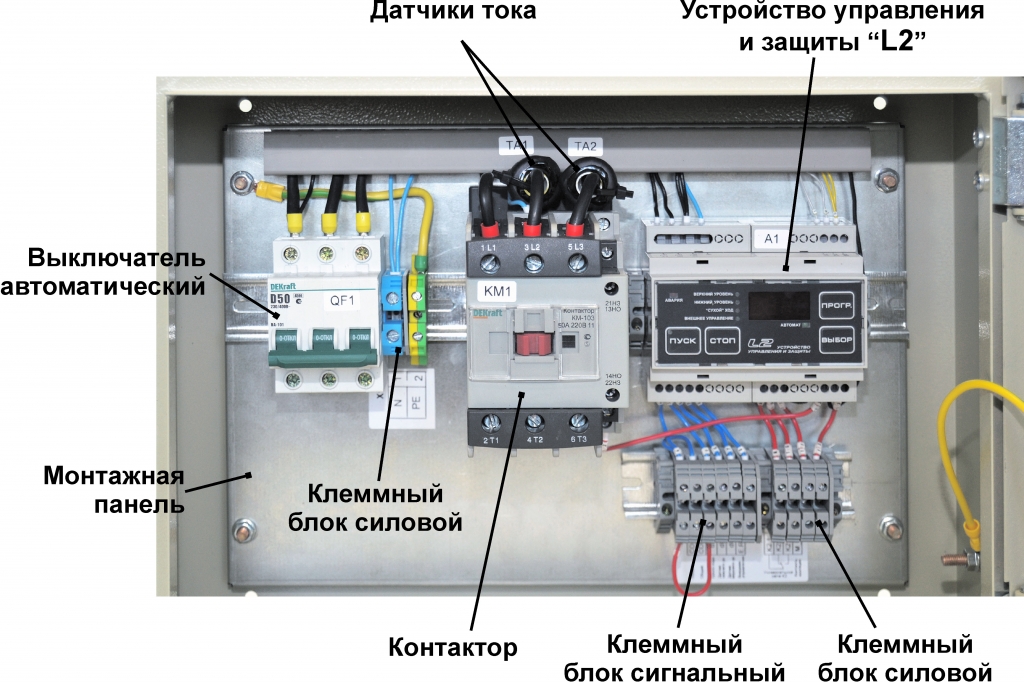 Датчики тока
Устройство управления
и защиты “L2”
TA1
TA2
A1
Выключатель
автоматический
DEKraft
D50
QF1
1 L1
3 L2
5 L3
KM1
DEKraft
Контактор
КМ-103
50А 220В 11
21НЗ
13НО
14НО
22НЗ
2 T1
4 T2
6 T3
АВАРИЯ
ВЕРХНИЙ УРОВЕНЬ
НИЖНИЙ УРОВЕНЬ
"СУХОЙ" ХОД
ВНЕШНЕЕ УПРАВЛЕНИЕ
АВТОМАТ
ПРОГР.
ПУСК
СТОП
L2
УСТРОЙСТВО
УПРАВЛЕНИЯ И ЗАЩИТЫ
ВЫБОР
N
1
PE
2
Монтажная
панель
Клеммный
блок силовой
Контактор
Клеммный
блок сигнальный
Клеммный
блок силовой